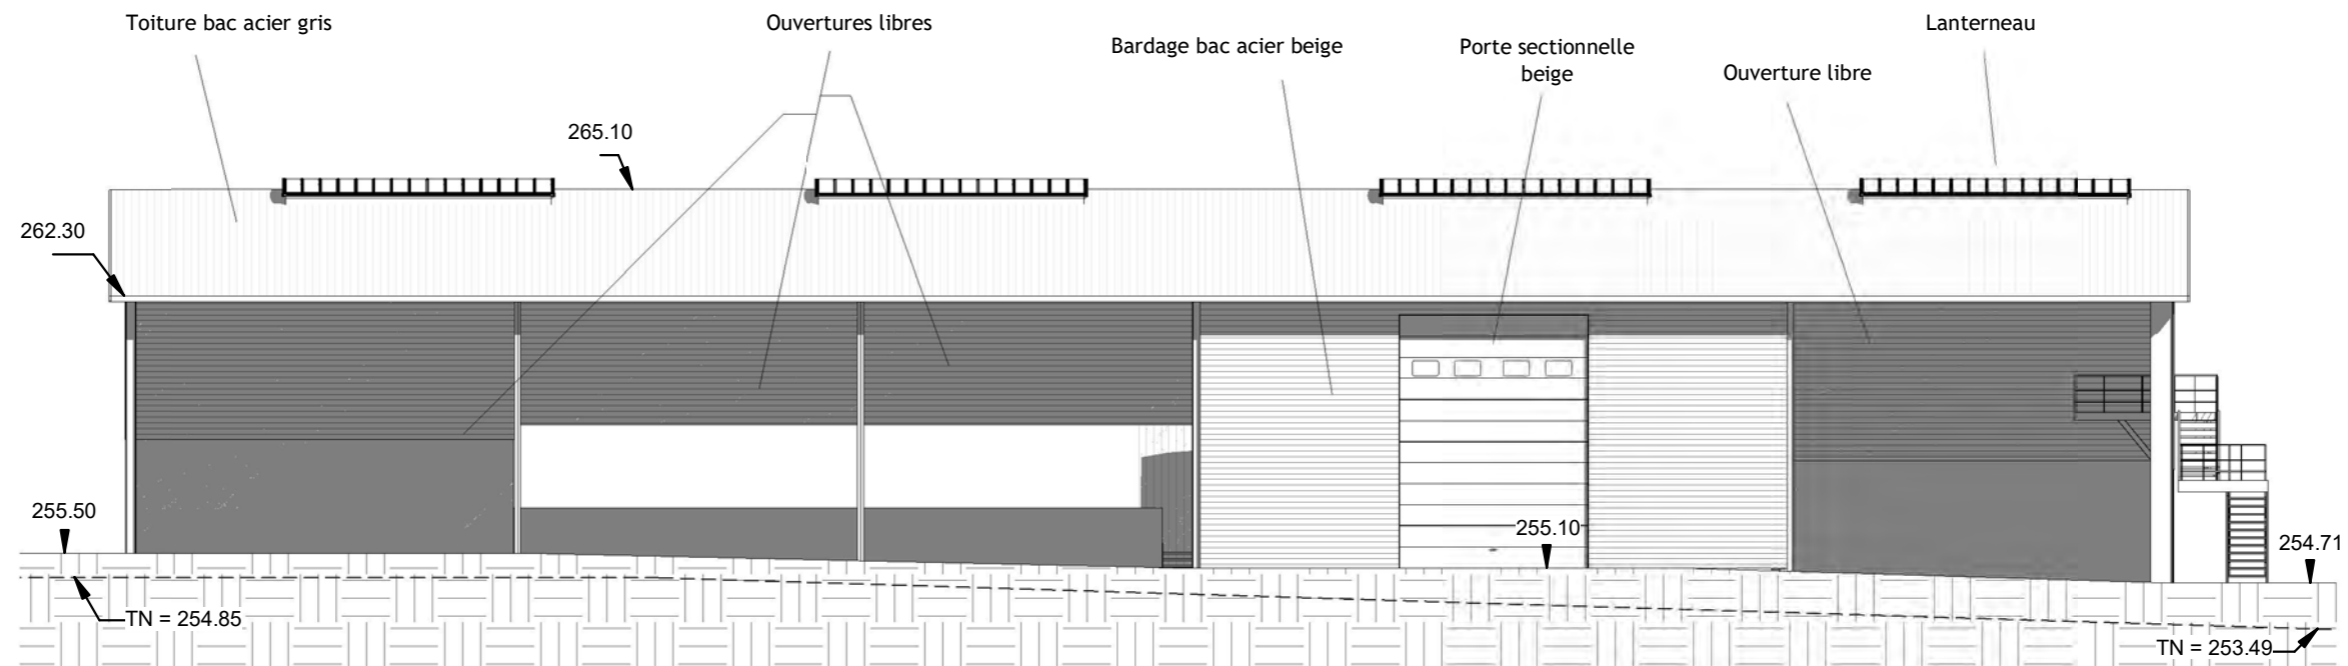 Toiture bac acier gris
Ouvertures libres
Lanterneau
Bardage bac acier beige
Porte sectionnelle
beige
Ouverture libre
265.10
262.30
255.50
255.10
254.71
TN = 254.85
TN = 253.49